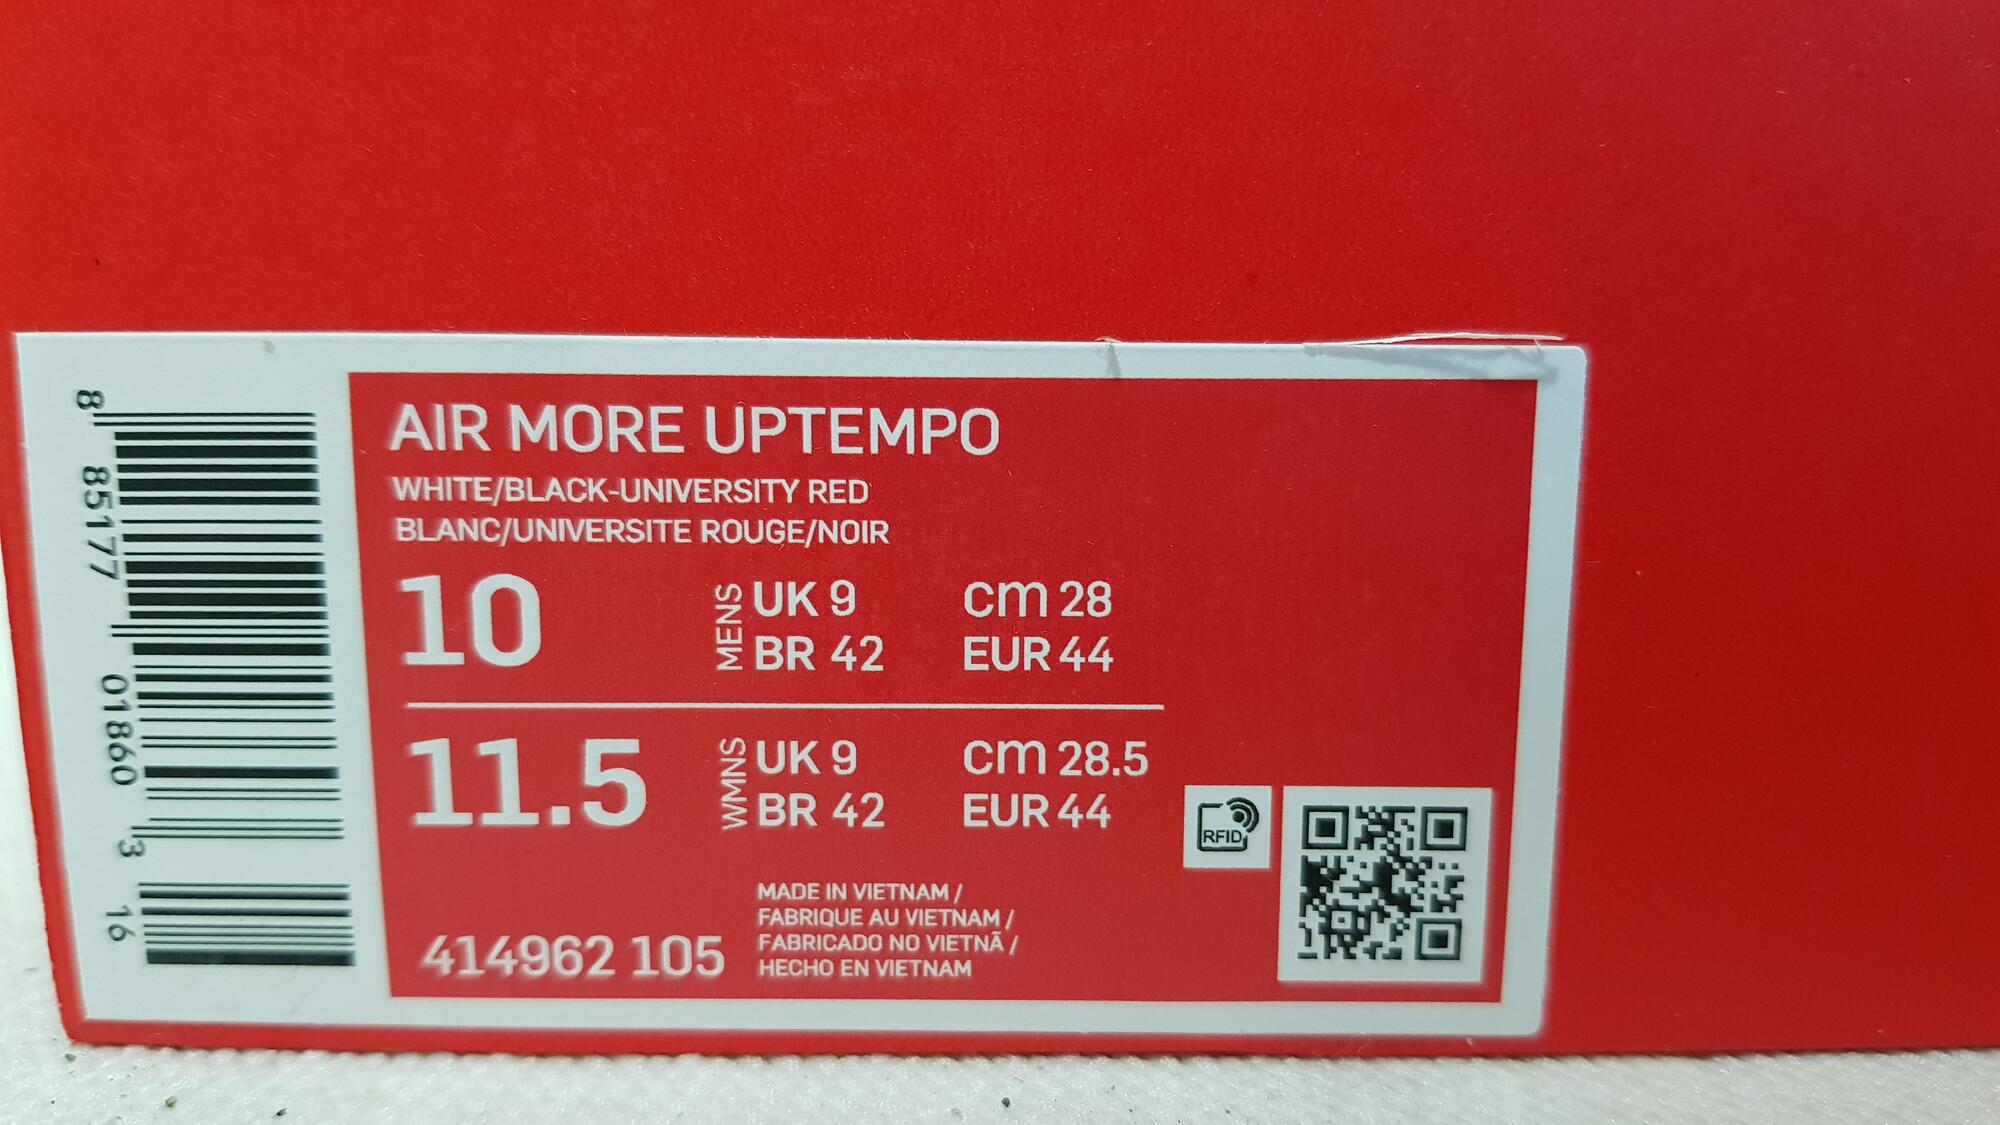 8 85177 01860 3 16
AIR MORE UPTEMPO
WHITE/BLACK-UNIVERSITY RED
BLANC/UNIVERSITE ROUGE/NOIR
10 MENS UK 9 cm 28
BR 42 EUR 44
11.5 WMNS UK 9 cm 28.5
BR 42 EUR 44
RFID
MADE IN VIETNAM /
FABRIQUE AU VIETNAM /
FABRICADO NO VIETNÃ /
HECHO EN VIETNAM
414962 105